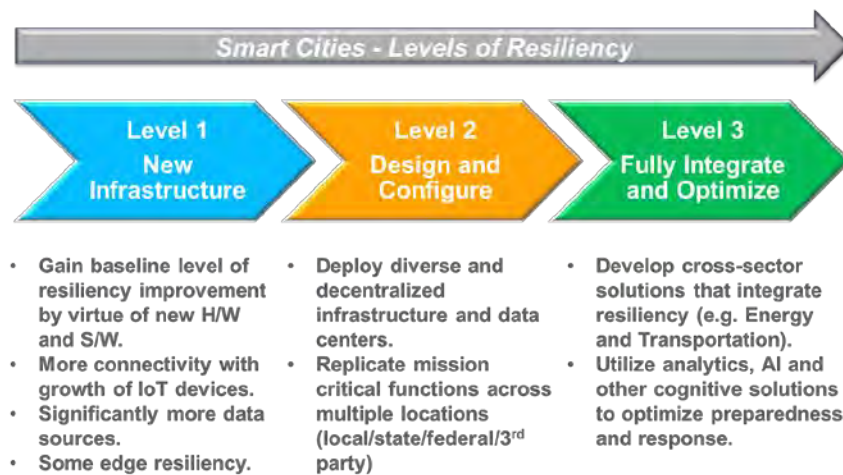 Smart Cities - Levels of Resiliency
Level 1
New
Infrastructure
Level 2
Design and
Configure
Level 3
Fully Integrate
and Optimize
• Gain baseline level of
resiliency improvement
by virtue of new H/W
and S/W.
• More connectivity with
growth of IoT devices.
• Significantly more data
sources.
• Some edge resiliency.
• Deploy diverse and
decentralized
infrastructure and data
centers.
• Replicate mission
critical functions across
multiple locations
(local/state/federal/3rd
party)
• Develop cross-sector
solutions that integrate
resiliency (e.g. Energy
and Transportation).
• Utilize analytics, AI and
other cognitive solutions
to optimize preparedness
and response.